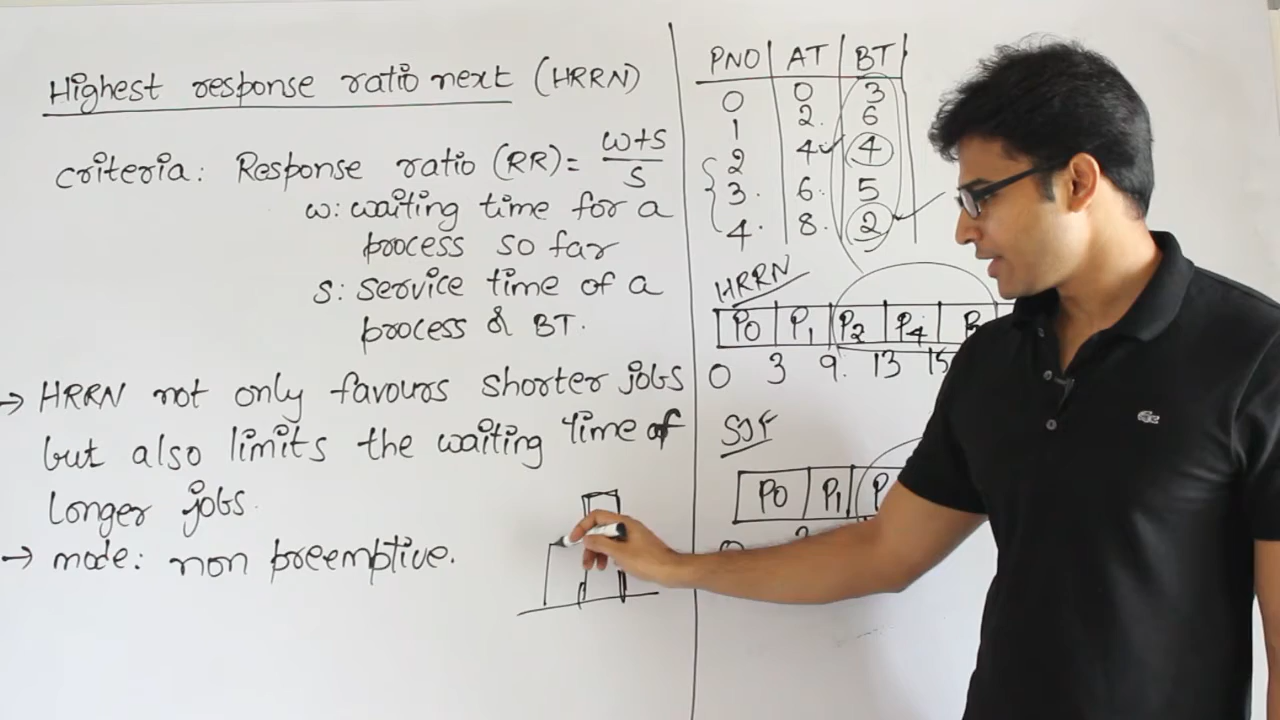 Highest response ratio next (HRRN)
criteria: Response ratio (RR) = w+s
s
w: waiting time for a
process so far
s: service time of a
process & BT.
→ HRRN not only favours shorter jobs
but also limits the waiting time of
longer jobs.
→ mode: non preemptive.
PNO AT BT
0 0 3
1 2 6
2 4 4
3 6 5
4 8 2
HRRN
P0 P1 P2 P4
0 3 9 13 15
SJF
P0 P1 P